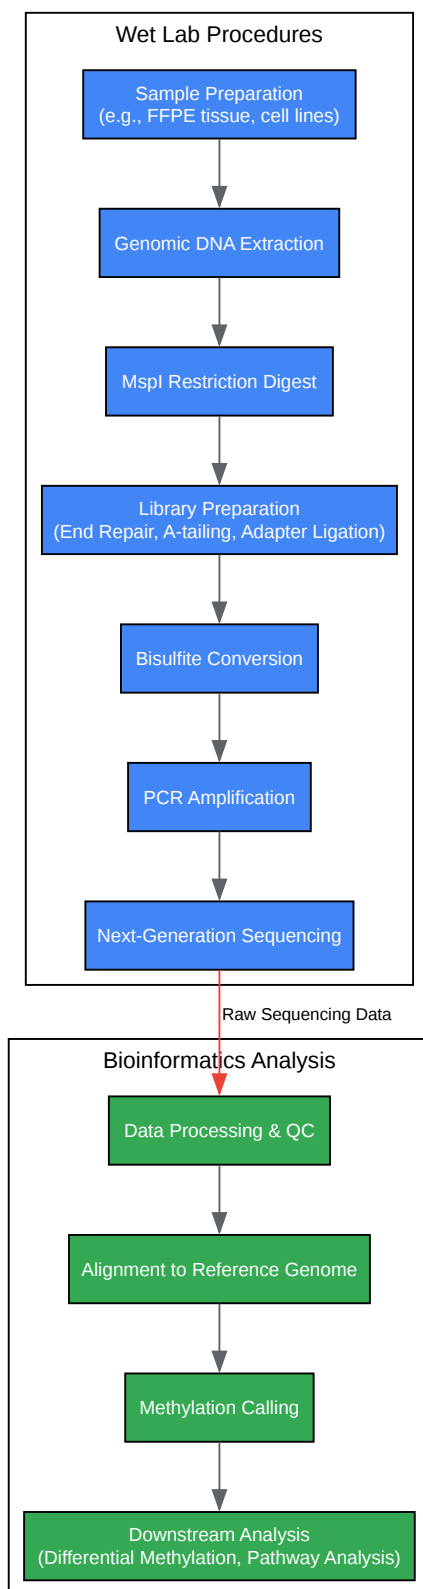 Wet Lab Procedures
Sample Preparation
(e.g., FFPE tissue, cell lines)
Genomic DNA Extraction
MspI Restriction Digest
Library Preparation
(End Repair, A-tailing, Adapter Ligation)
Bisulfite Conversion
PCR Amplification
Next-Generation Sequencing
Raw Sequencing Data
Bioinformatics Analysis
Data Processing & QC
Alignment to Reference Genome
Methylation Calling
Downstream Analysis
(Differential Methylation, Pathway Analysis)